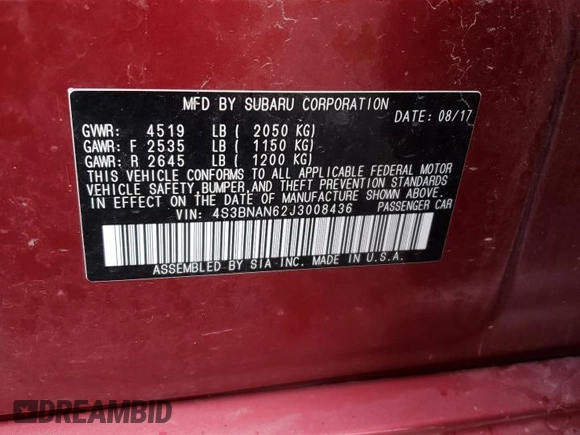 MFD BY SUBARU CORPORATION
DATE: 08/17
GVWR: 4519 LB ( 2050 KG)
GAWR: F 2535 LB ( 1150 KG)
GAWR: R 2645 LB ( 1200 KG)
THIS VEHICLE CONFORMS TO ALL APPLICABLE FEDERAL MOTOR
VEHICLE SAFETY, BUMPER, AND THEFT PREVENTION STANDARDS
IN EFFECT ON THE DATE OF MANUFACTURE SHOWN ABOVE.
VIN: 4S3BNAN62J3008436 PASSENGER CAR
ASSEMBLED BY SIA-INC. MADE IN U.S.A.
DREAMBID